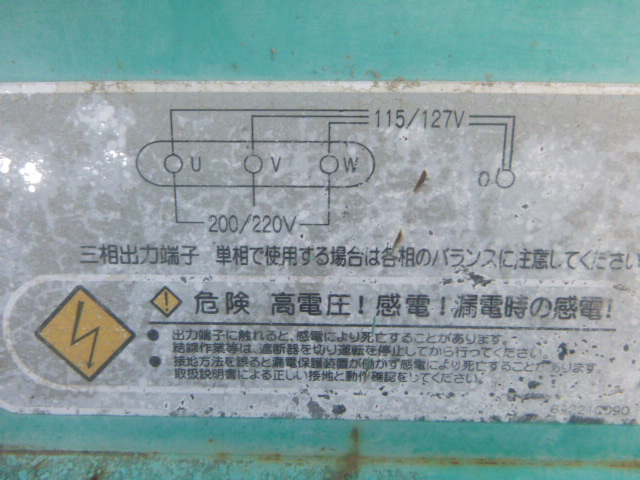 115/127V
U V W O
200/220V
三相出力端子 単相で使用する場合は各相のバランスに注意してください
危険 高電圧！感電！漏電時の感電！
● 出力端子に触れると、感電により死亡することがあります。
結線作業等は、遮断器を切り運転を停止してから行ってください。
● 接地方法を誤ると漏電保護装置が働かず感電により死亡することがあります。
取扱説明書による正しい接地と動作確認をしてください。